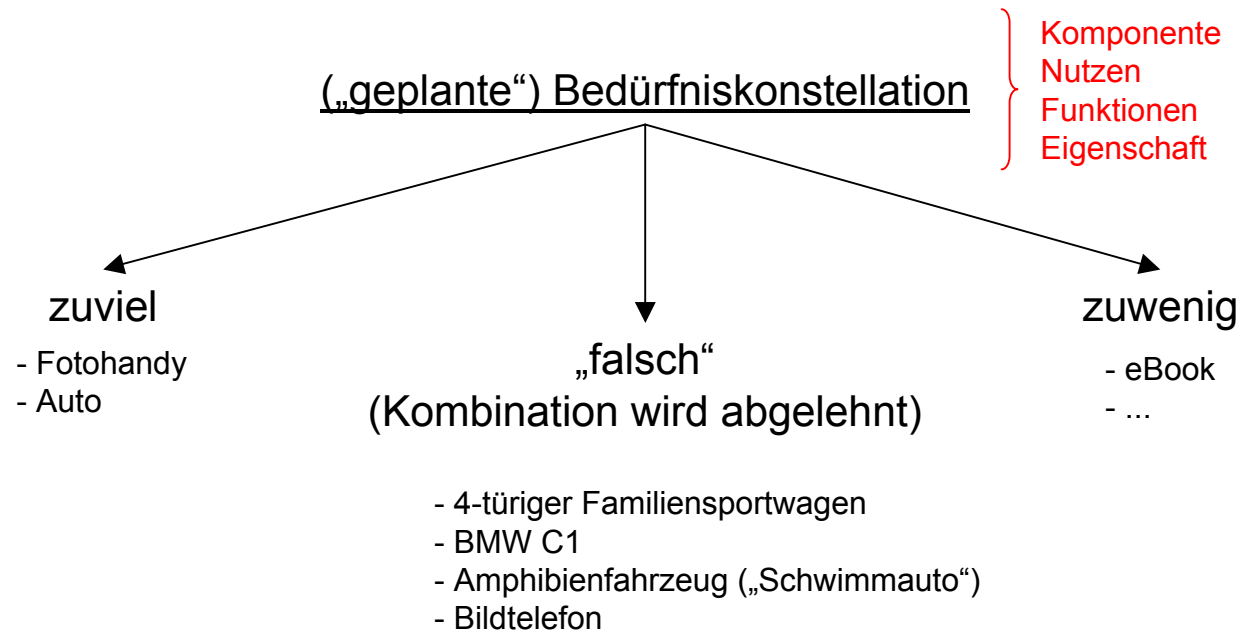 („geplante“) Bedürfniskonstellation
Komponente
Nutzen
Funktionen
Eigenschaft
zuviel
- Fotohandy
- Auto
„falsch“
(Kombination wird abgelehnt)
- 4-türiger Familiensportwagen
- BMW C1
- Amphibienfahrzeug („Schwimmauto“)
- Bildtelefon
zuwenig
- eBook
- ...